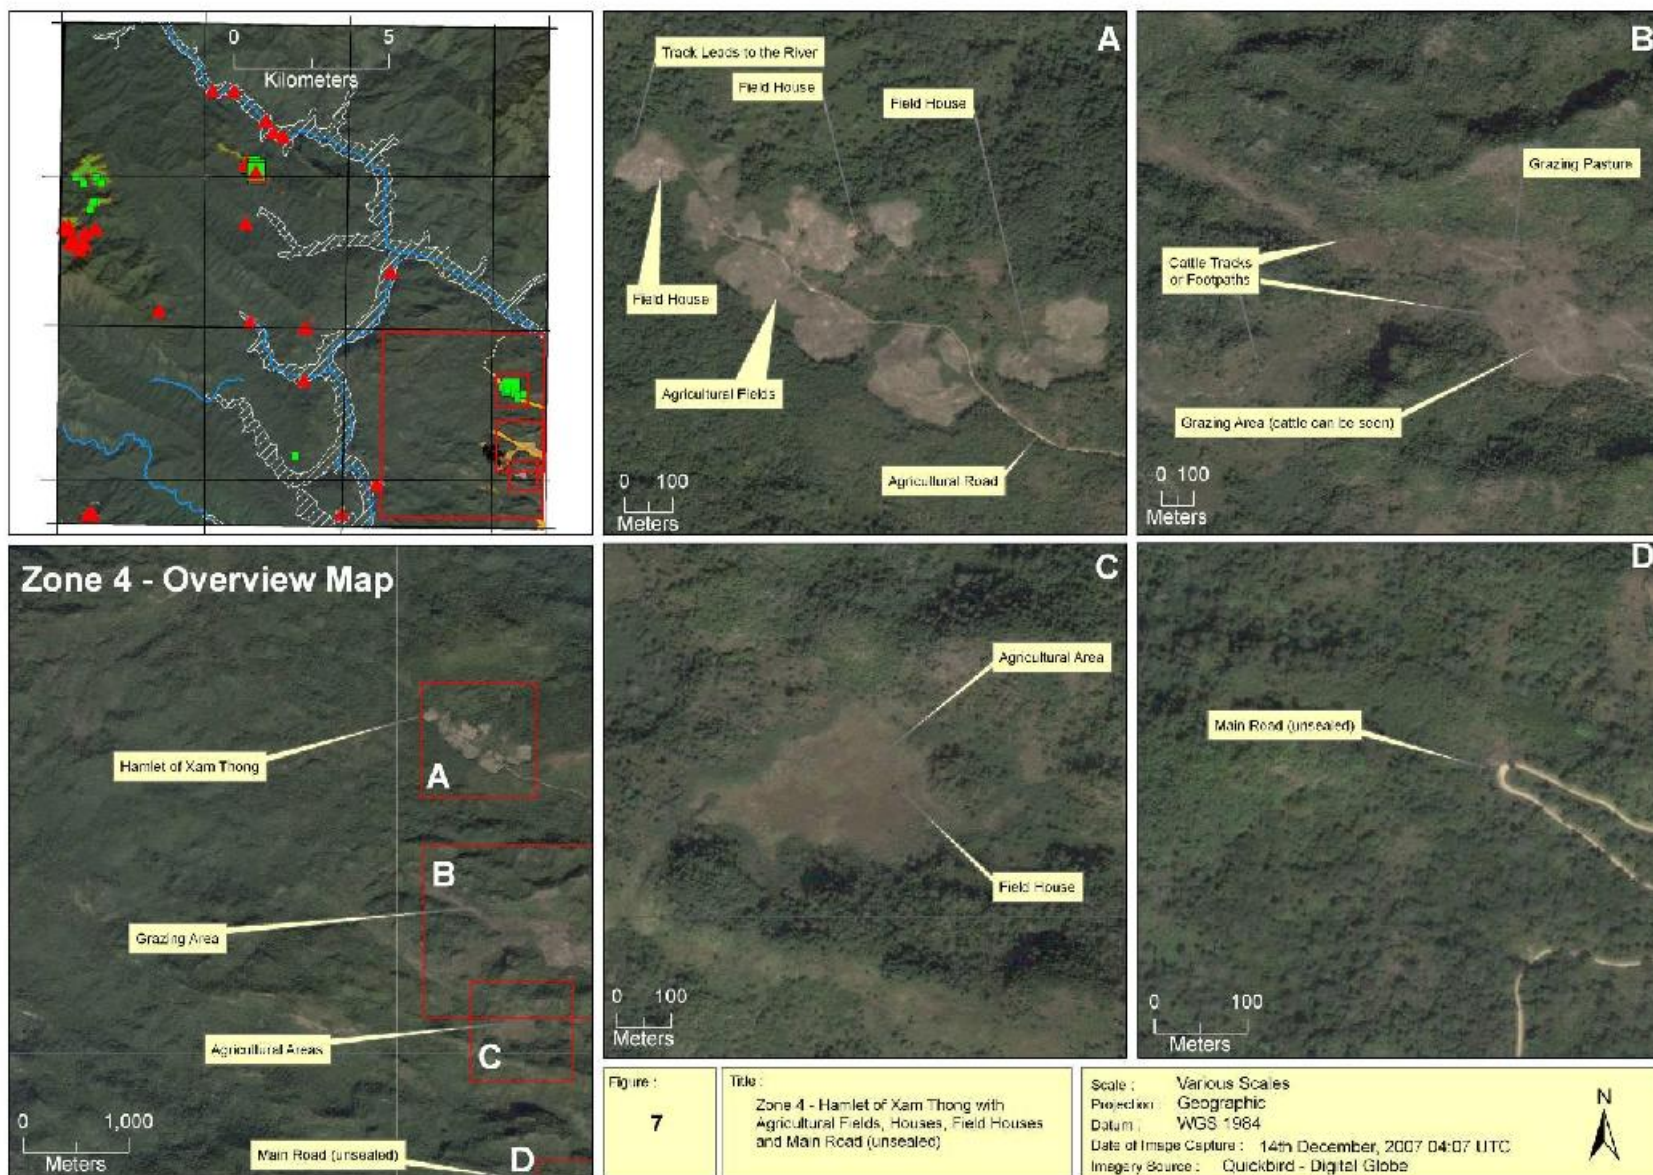 0 5
Kilometers
A
Track Leads to the River
Field House
Field House
Field House
Agricultural Fields
Agricultural Road
0 100
Meters
B
Grazing Pasture
Cattle Tracks
or Footpaths
Grazing Area (cattle can be seen)
0 100
Meters
Zone 4 - Overview Map
Hamlet of Xam Thong
A
B
Grazing Area
Agricultural Areas
C
0 1,000
Meters
Main Road (unsealed)
D
C
Agricultural Area
Field House
0 100
Meters
D
Main Road (unsealed)
0 100
Meters
Figure :
7
Title :
Zone 4 - Hamlet of Xam Thong with
Agricultural Fields, Houses, Field Houses
and Main Road (unsealed)
Scale : Various Scales
Projection : Geographic
Datum : WGS 1984
Date of Image Capture : 14th December, 2007 04:07 UTC
Imagery Source : Quickbird - Digital Globe
N